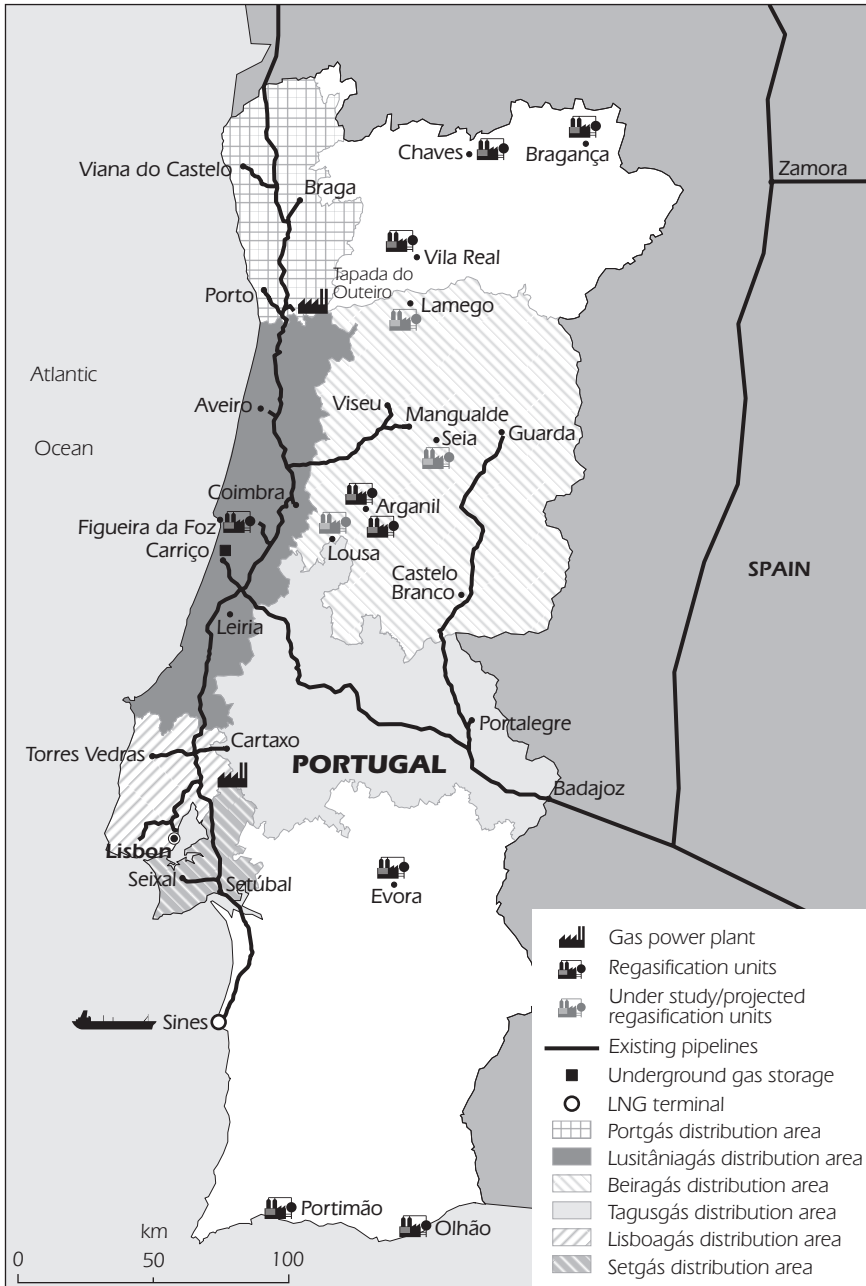 Chaves
Bragança
Viana do Castelo
Zamora
Braga
Vila Real
Tapada do
Outeiro
Porto
Lamego
Atlantic
Ocean
Aveiro
Viseu
Mangualde
Seia
Guarda
Coimbra
Arganil
Figueira da Foz
Carriço
Lousa
Castelo
Branco
SPAIN
Leiria
Portalegre
Torres Vedras
Cartaxo
PORTUGAL
Badajoz
Lisbon
Seixal
Setúbal
Evora
Sines
Portimão
Olhão
km
0 50 100
Gas power plant
Regasification units
Under study/projected
regasification units
Existing pipelines
Underground gas storage
LNG terminal
Portgás distribution area
Lusitâniagás distribution area
Beiragás distribution area
Tagusgás distribution area
Lisboagás distribution area
Setgás distribution area